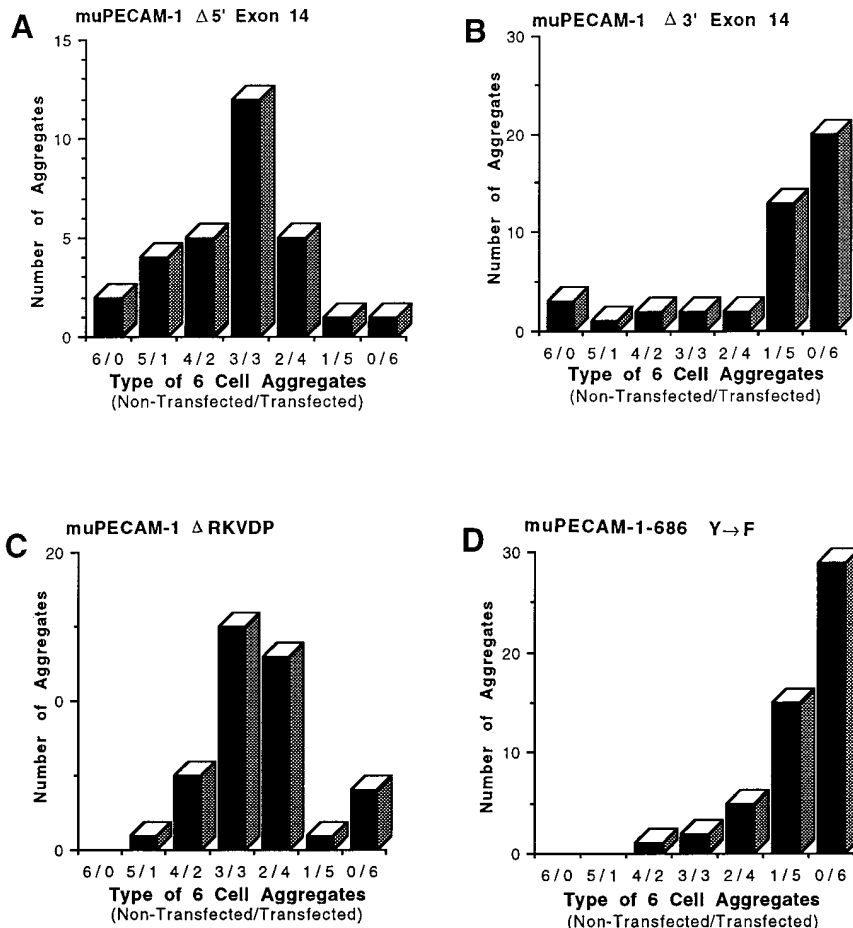 A
muPECAM-1 Δ5' Exon 14
Number of Aggregates
15
10
5
0
6/0 5/1 4/2 3/3 2/4 1/5 0/6
Type of 6 Cell Aggregates
(Non-Transfected/Transfected)
B
muPECAM-1 Δ3' Exon 14
Number of Aggregates
30
20
10
0
6/0 5/1 4/2 3/3 2/4 1/5 0/6
Type of 6 Cell Aggregates
(Non-Transfected/Transfected)
C
muPECAM-1 ΔRKVDP
Number of Aggregates
20
0
0
6/0 5/1 4/2 3/3 2/4 1/5 0/6
Type of 6 Cell Aggregates
(Non-Transfected/Transfected)
D
muPECAM-1-686 Y→F
Number of Aggregates
30
20
10
0
6/0 5/1 4/2 3/3 2/4 1/5 0/6
Type of 6 Cell Aggregates
(Non-Transfected/Transfected)